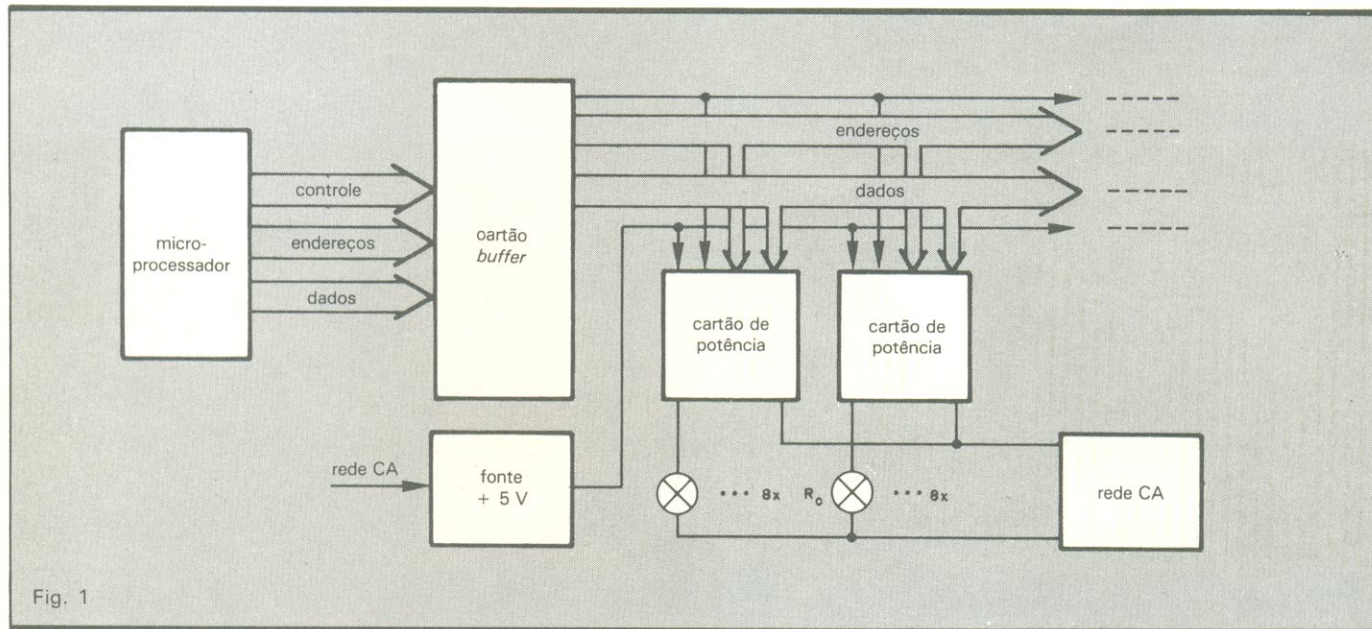 micro-
processador
controle
endereços
dados
cartão
buffer
endereços
dados
cartão de
potência
cartão de
potência
rede CA
fonte
+ 5 V
••• 8x
R₀
••• 8x
rede CA
Fig. 1